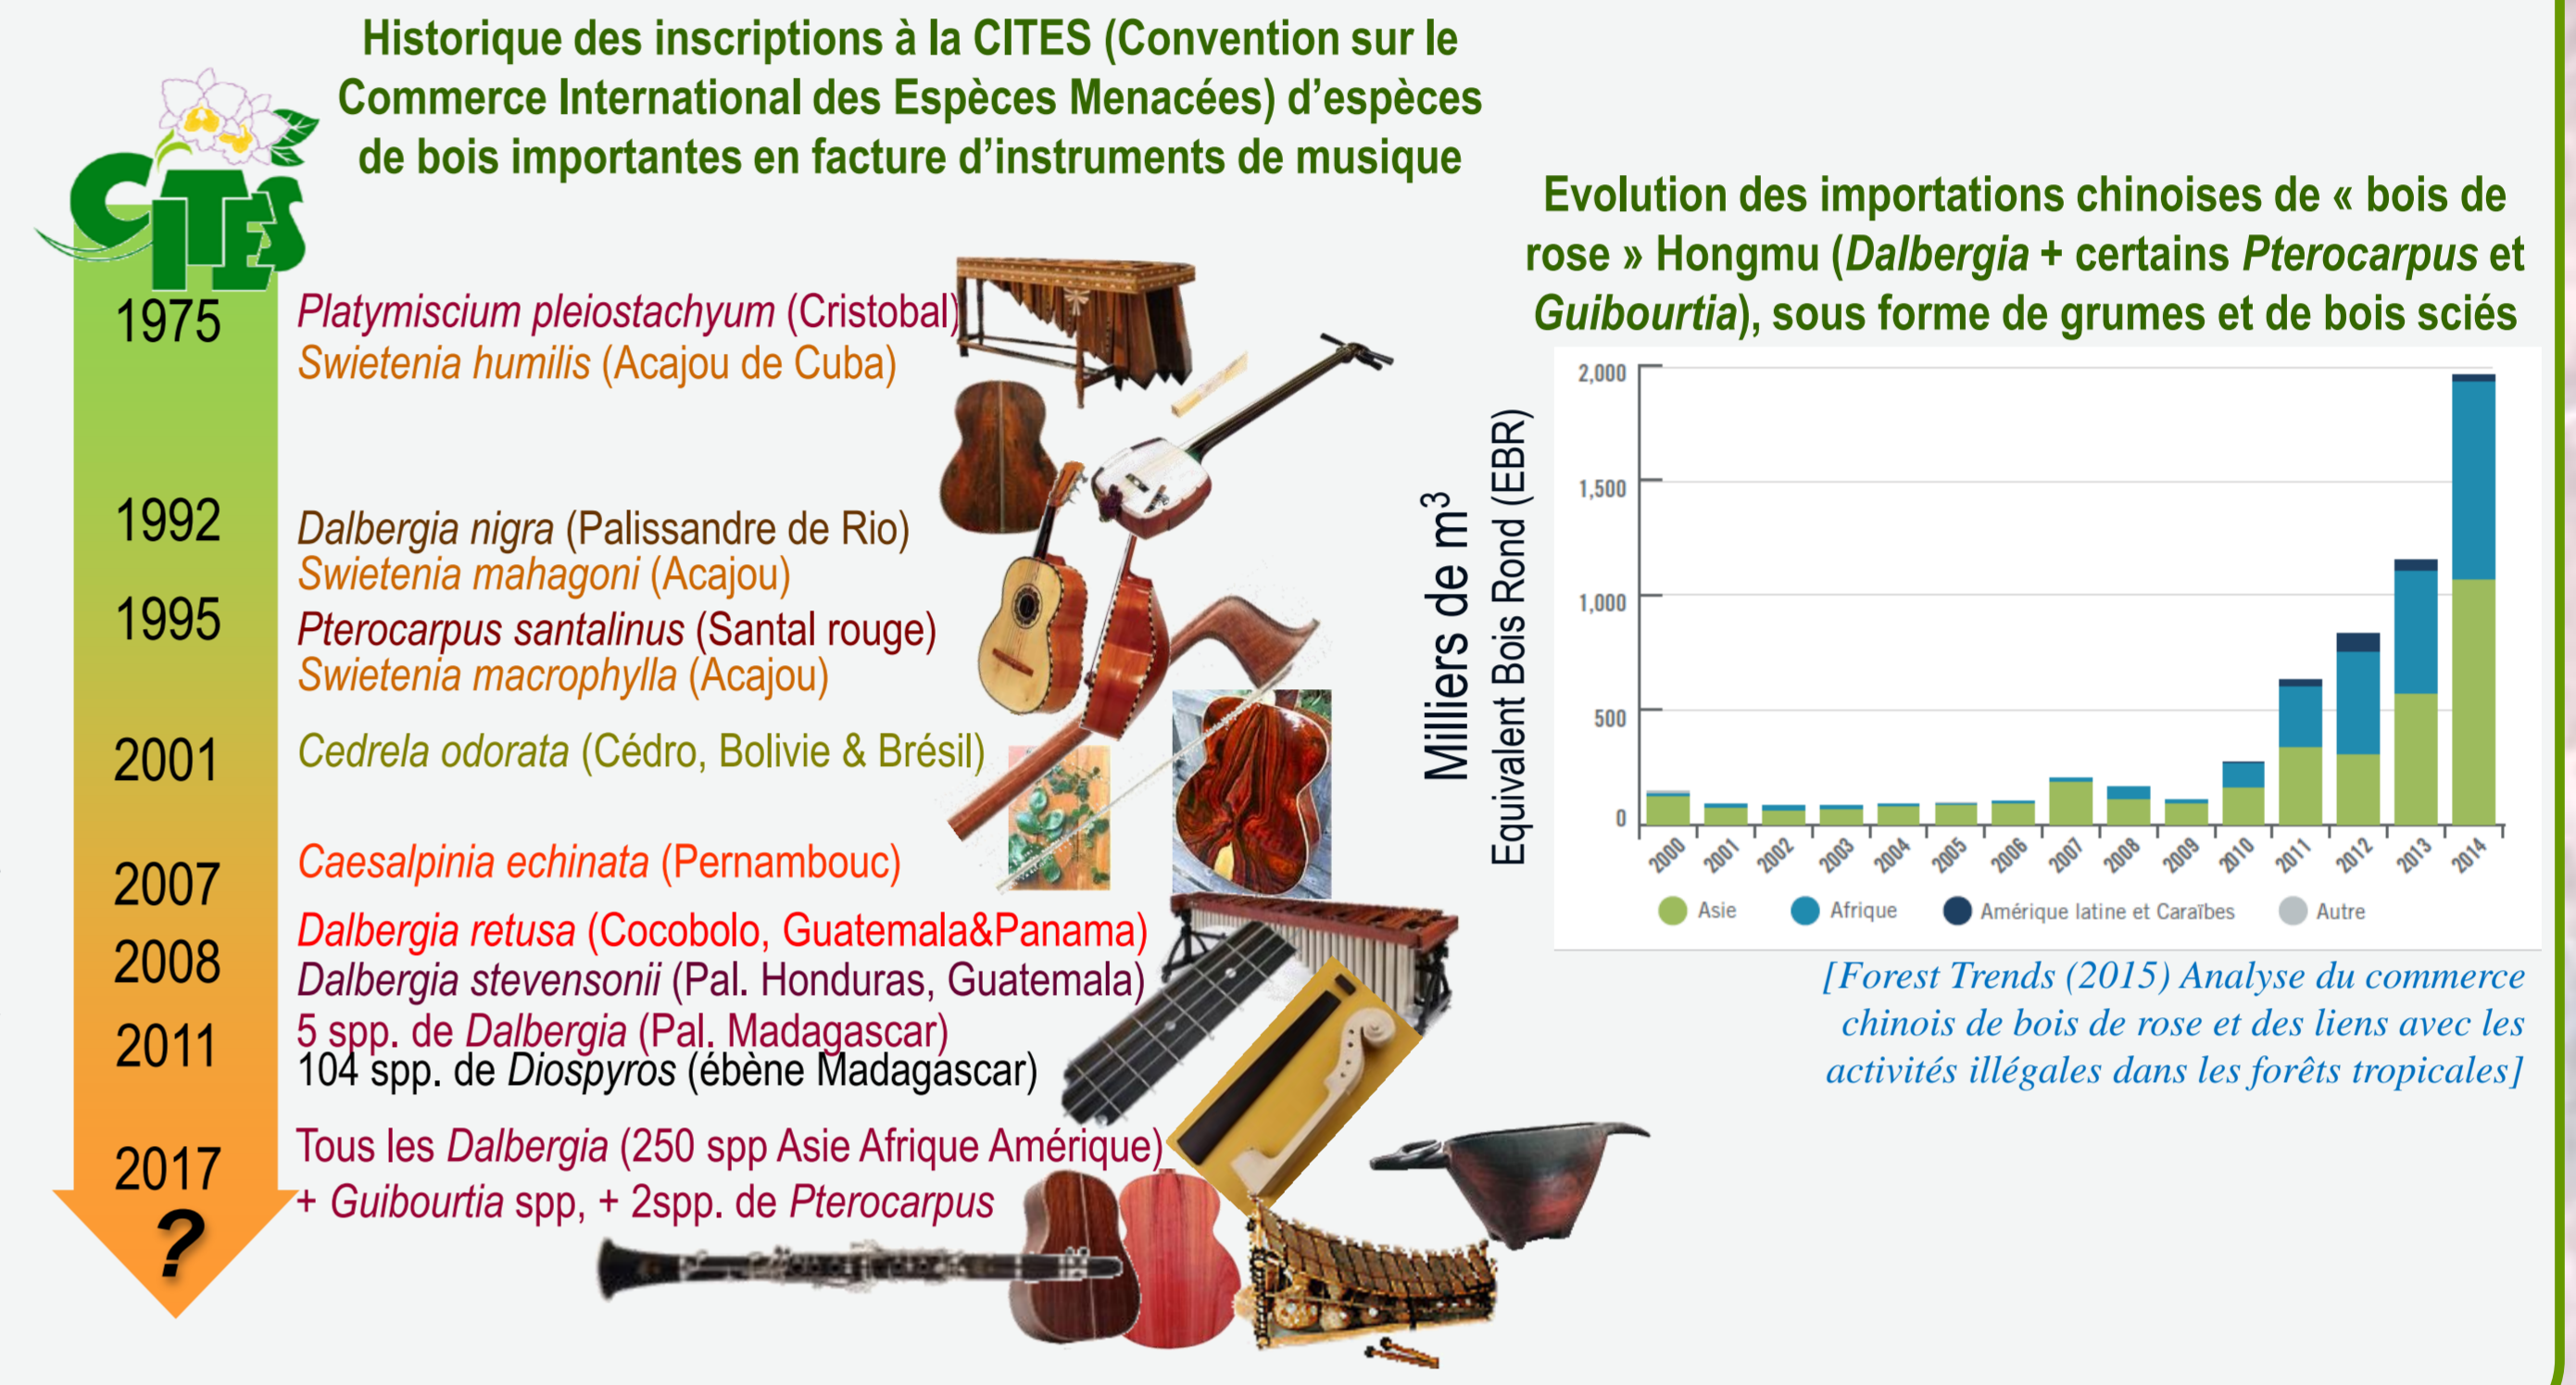 Historique des inscriptions à la CITES (Convention sur le
Commerce International des Espèces Menacées) d'espèces
de bois importantes en facture d'instruments de musique
CITES
1975
Platymiscium pleiostachyum (Cristobal)
Swietenia humilis (Acajou de Cuba)
1992
Dalbergia nigra (Palissandre de Rio)
Swietenia mahagoni (Acajou)
1995
Pterocarpus santalinus (Santal rouge)
Swietenia macrophylla (Acajou)
2001
Cedrela odorata (Cédro, Bolivie & Brésil)
2007
Caesalpinia echinata (Pernambouc)
2008
Dalbergia retusa (Cocobolo, Guatemala&Panama)
Dalbergia stevensonii (Pal. Honduras, Guatemala)
2011
5 spp. de Dalbergia (Pal. Madagascar)
104 spp. de Diospyros (ébène Madagascar)
2017
Tous les Dalbergia (250 spp Asie Afrique Amérique)
+ Guibourtia spp, + 2spp. de Pterocarpus
?
Evolution des importations chinoises de « bois de
rose » Hongmu (Dalbergia + certains Pterocarpus et
Guibourtia), sous forme de grumes et de bois sciés
Milliers de m³
Equivalent Bois Rond (EBR)
2,000
1,500
1,000
500
0
2000 2001 2002 2003 2004 2005 2006 2007 2008 2009 2010 2011 2012 2013 2014
Asie Afrique Amérique latine et Caraïbes Autre
[Forest Trends (2015) Analyse du commerce
chinois de bois de rose et des liens avec les
activités illégales dans les forêts tropicales]